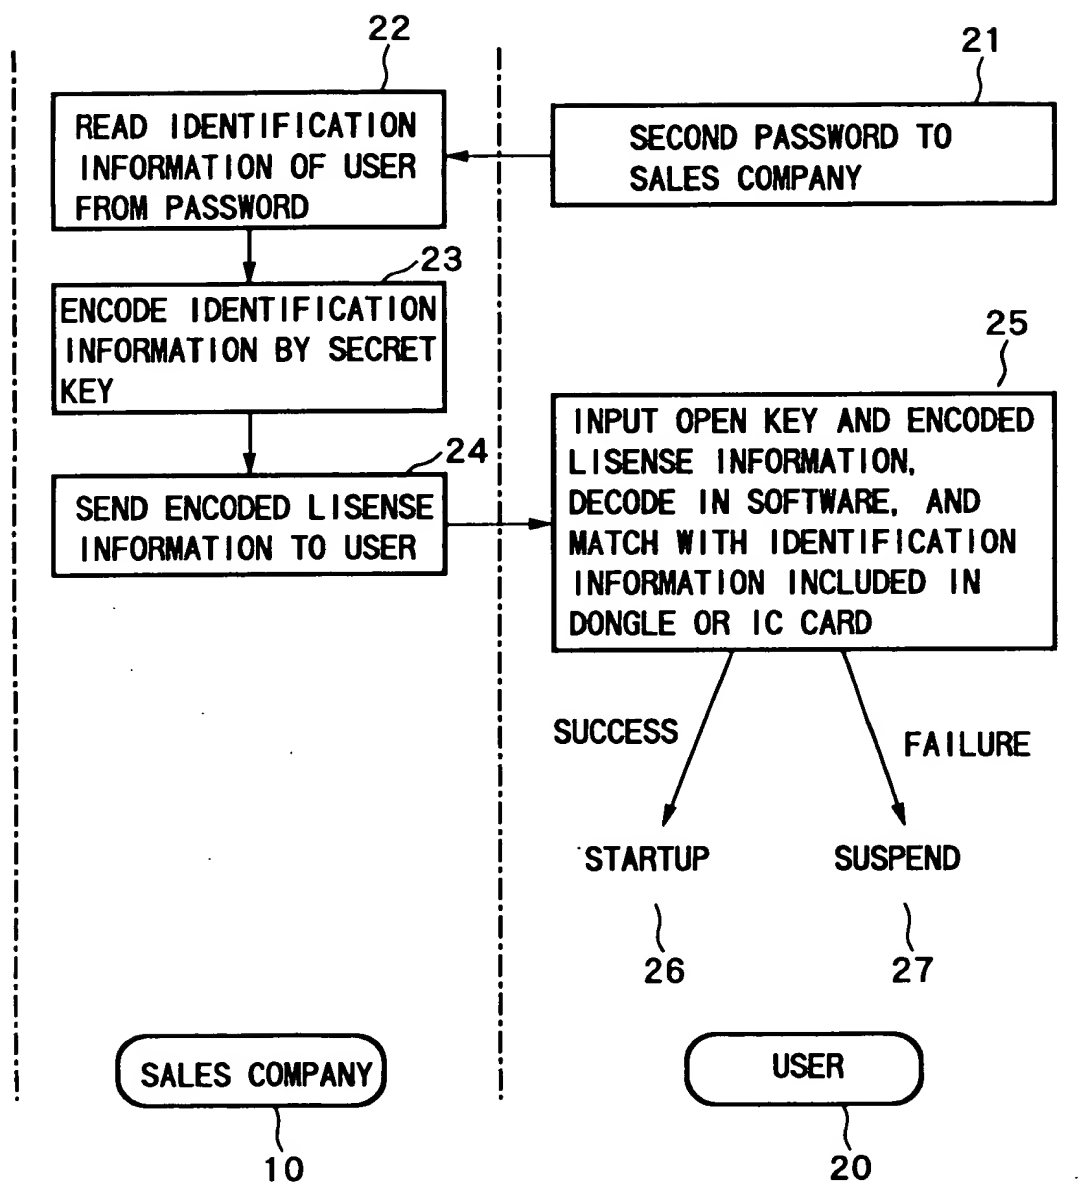 22
READ IDENTIFICATION
INFORMATION OF USER
FROM PASSWORD
21
SECOND PASSWORD TO
SALES COMPANY
23
ENCODE IDENTIFICATION
INFORMATION BY SECRET
KEY
24
SEND ENCODED LISENSE
INFORMATION TO USER
25
INPUT OPEN KEY AND ENCODED
LISENSE INFORMATION,
DECODE IN SOFTWARE, AND
MATCH WITH IDENTIFICATION
INFORMATION INCLUDED IN
DONGLE OR IC CARD
SUCCESS
FAILURE
STARTUP
SUSPEND
26
27
SALES COMPANY
USER
10
20